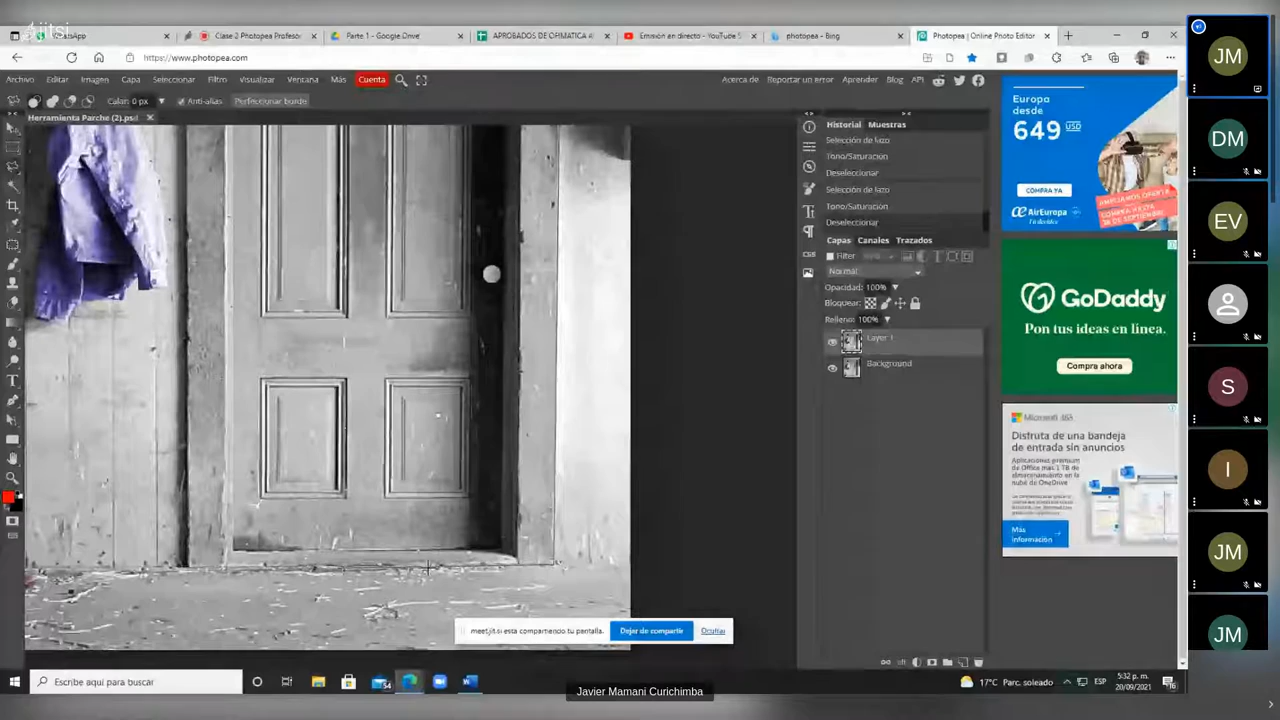 jitsi
WhatsApp
Clase 2 Photopea Profesor
Parte 1 - Google Drive
APROBADOS DE OFIMATICA A
Emisión en directo - YouTube S
photopea - Bing
Photopea | Online Photo Editor
https://www.photopea.com
Archivo Editar Imagen Capa Seleccionar Filtro Visualizar Ventana Más Cuenta
Acerca de Reportar un error Aprender Blog API
Calar: 0 px Anti-alias Perfeccionar borde
Herramienta Parche (2).psd
Historial Muestras
Selección de lazo
Tono/Saturación
Deseleccionar
Selección de lazo
Tono/Saturación
Deseleccionar
Capas Canales Trazados
Filter
Normal
Opacidad: 100%
Bloquear:
Relleno: 100%
Layer 1
Background
CSS
Europa
desde
649 USD
COMPRA YA
AirEuropa
COMPRA HASTA
GoDaddy
Pon tus ideas en línea.
Compra ahora
Microsoft 365
Disfruta de una bandeja
de entrada sin anuncios
Más
información
JM
DM
EV
S
I
JM
JM
meet.jit.si está compartiendo tu pantalla.
Dejar de compartir
Ocultar
Escribe aquí para buscar
54
17°C Parc. soleado
ESP
5:32 p. m.
20/09/2021
16
Javier Mamani Curichimba